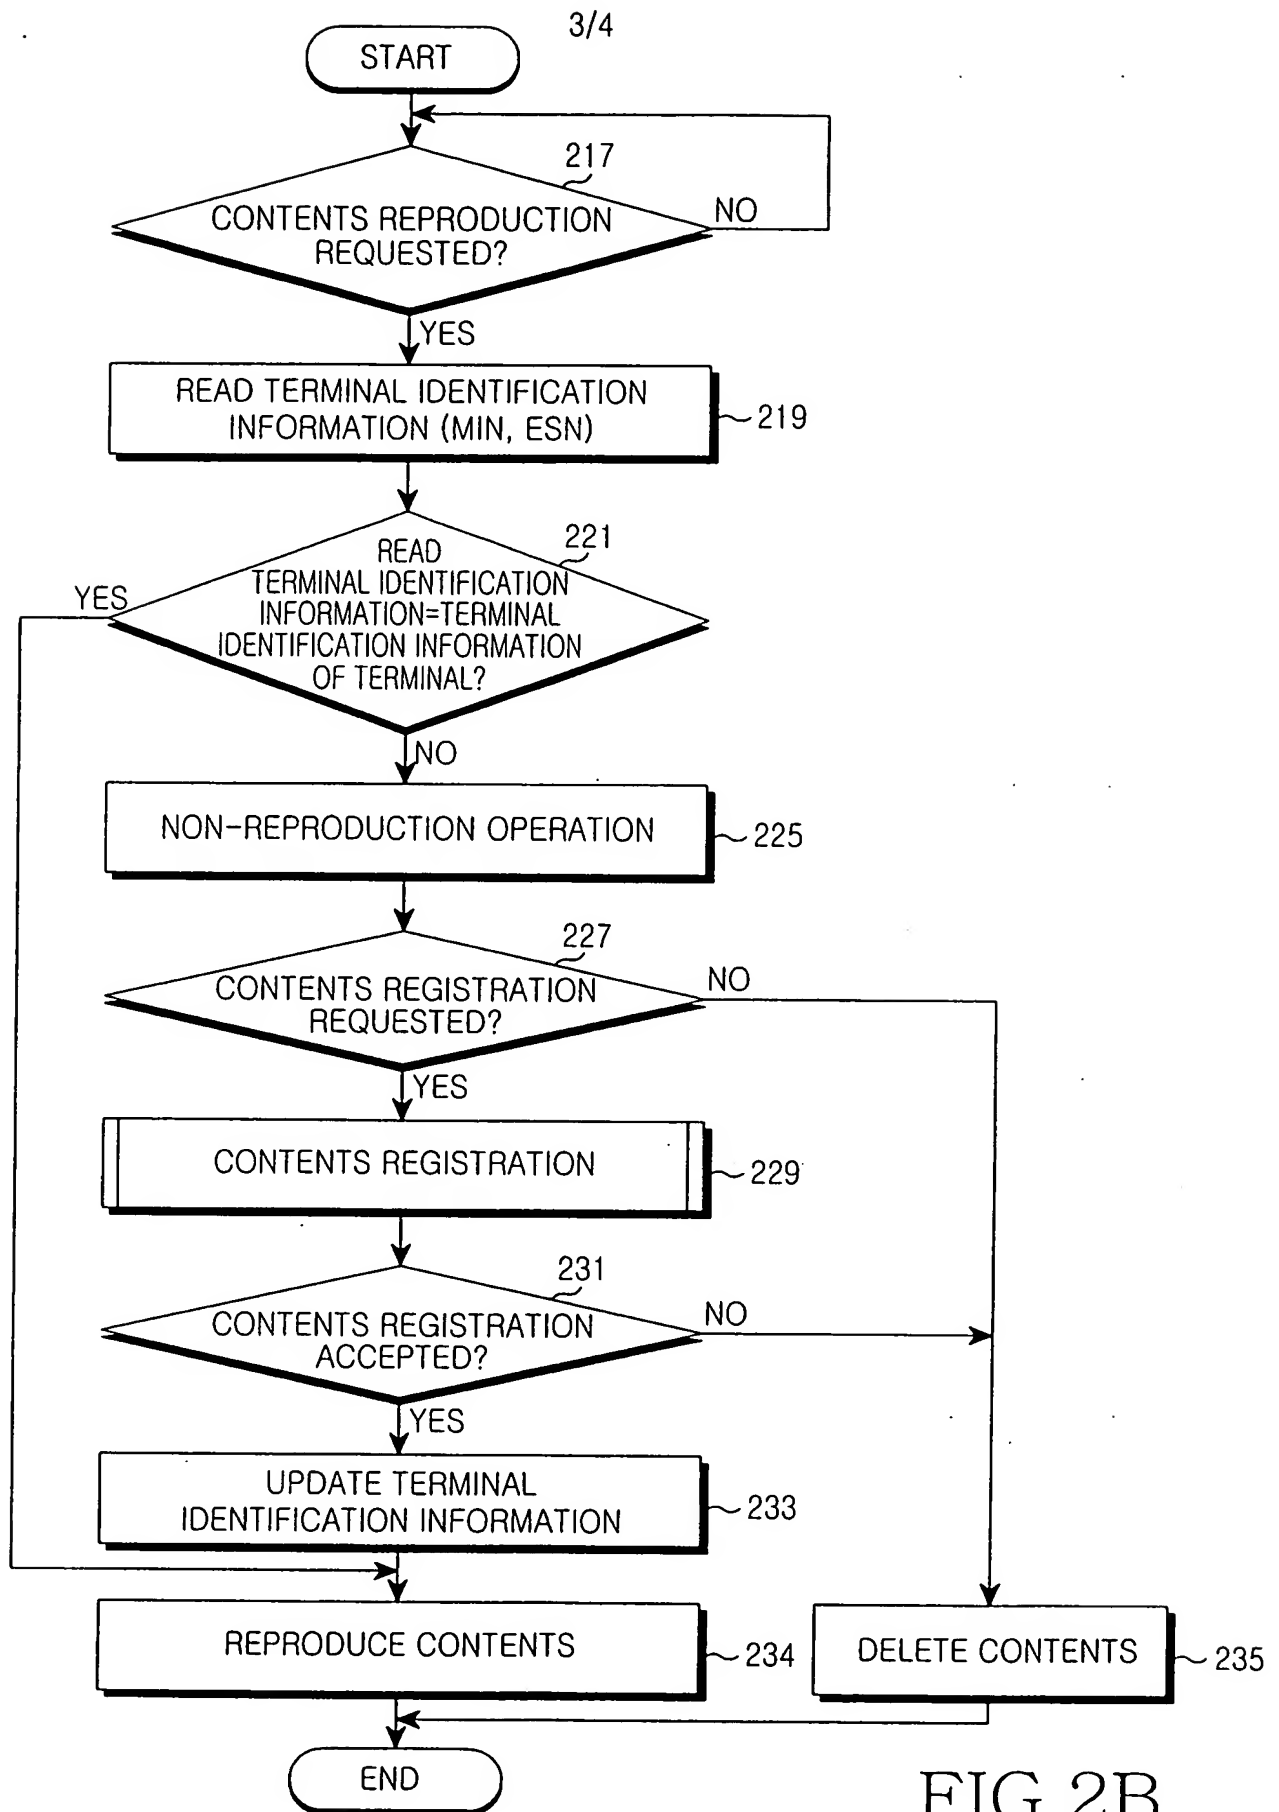 3/4
START
217
CONTENTS REPRODUCTION
REQUESTED?
NO
YES
READ TERMINAL IDENTIFICATION
INFORMATION (MIN, ESN)
219
221
READ
TERMINAL IDENTIFICATION
INFORMATION=TERMINAL
IDENTIFICATION INFORMATION
OF TERMINAL?
YES
NO
NON-REPRODUCTION OPERATION
225
227
CONTENTS REGISTRATION
REQUESTED?
NO
YES
CONTENTS REGISTRATION
229
231
CONTENTS REGISTRATION
ACCEPTED?
NO
YES
UPDATE TERMINAL
IDENTIFICATION INFORMATION
233
REPRODUCE CONTENTS
234
DELETE CONTENTS
235
END
FIG.2B